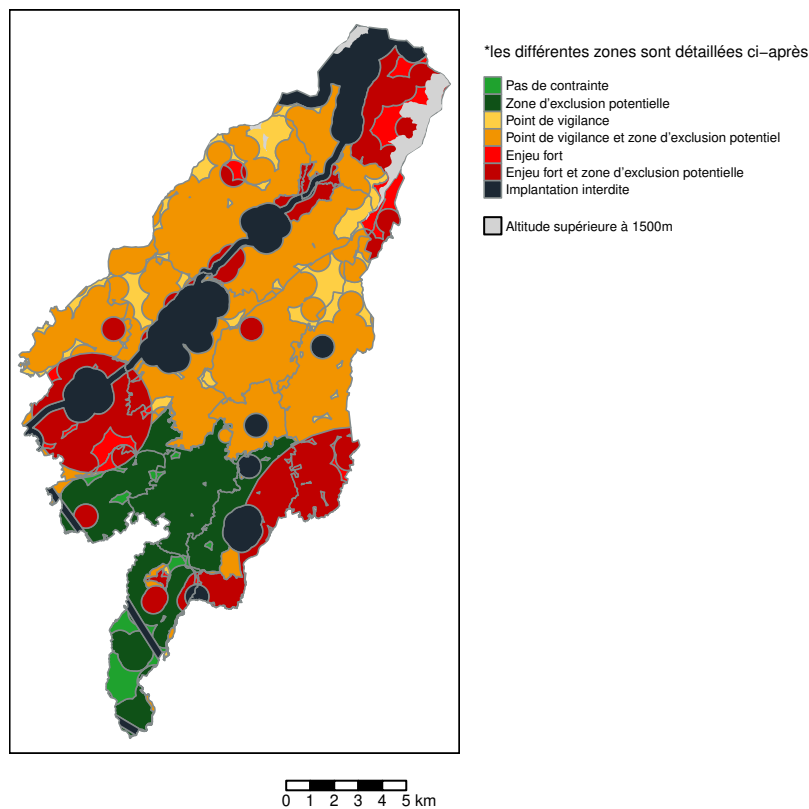 *les différentes zones sont détaillées ci−après
Pas de contrainte
Zone d'exclusion potentielle
Point de vigilance
Point de vigilance et zone d'exclusion potentiel
Enjeu fort
Enjeu fort et zone d'exclusion potentielle
Implantation interdite
Altitude supérieure à 1500m
0 1 2 3 4 5 km